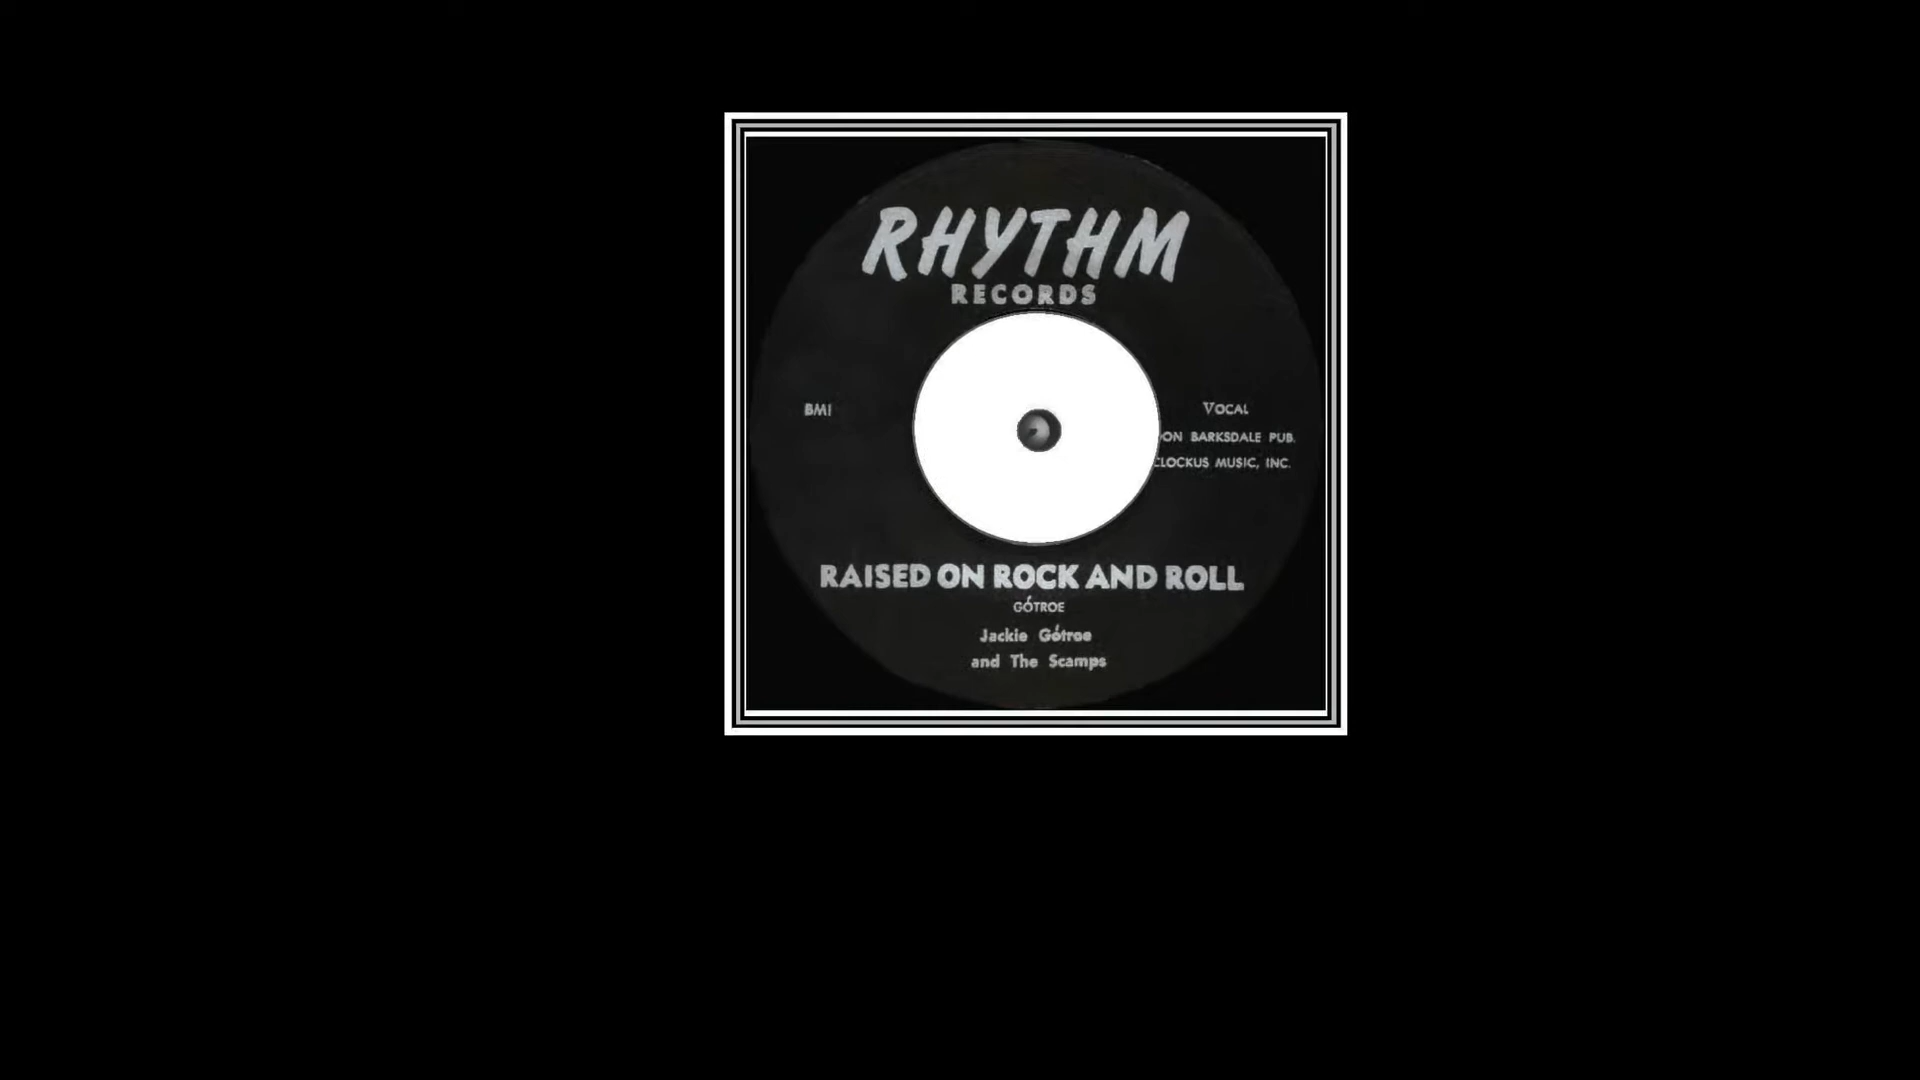 RHYTHM
RECORDS
BMI
VOCAL
ON BARKSDALE PUB.
CLOCKUS MUSIC, INC.
RAISED ON ROCK AND ROLL
GÓTROE
Jackie Gótroe
and The Scamps